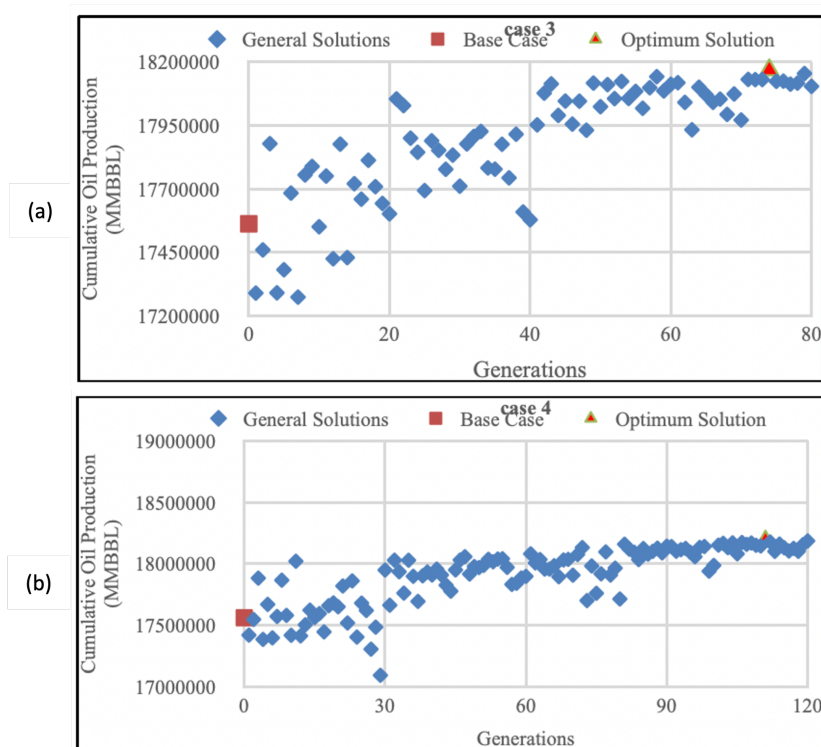 case 3
General Solutions Base Case Optimum Solution
18200000
17950000
17700000
17450000
17200000
Cumulative Oil Production
(MMBBL)
(a)
0 20 40 60 80
Generations
case 4
General Solutions Base Case Optimum Solution
19000000
18500000
18000000
17500000
17000000
Cumulative Oil Production
(MMBBL)
(b)
0 30 60 90 120
Generations